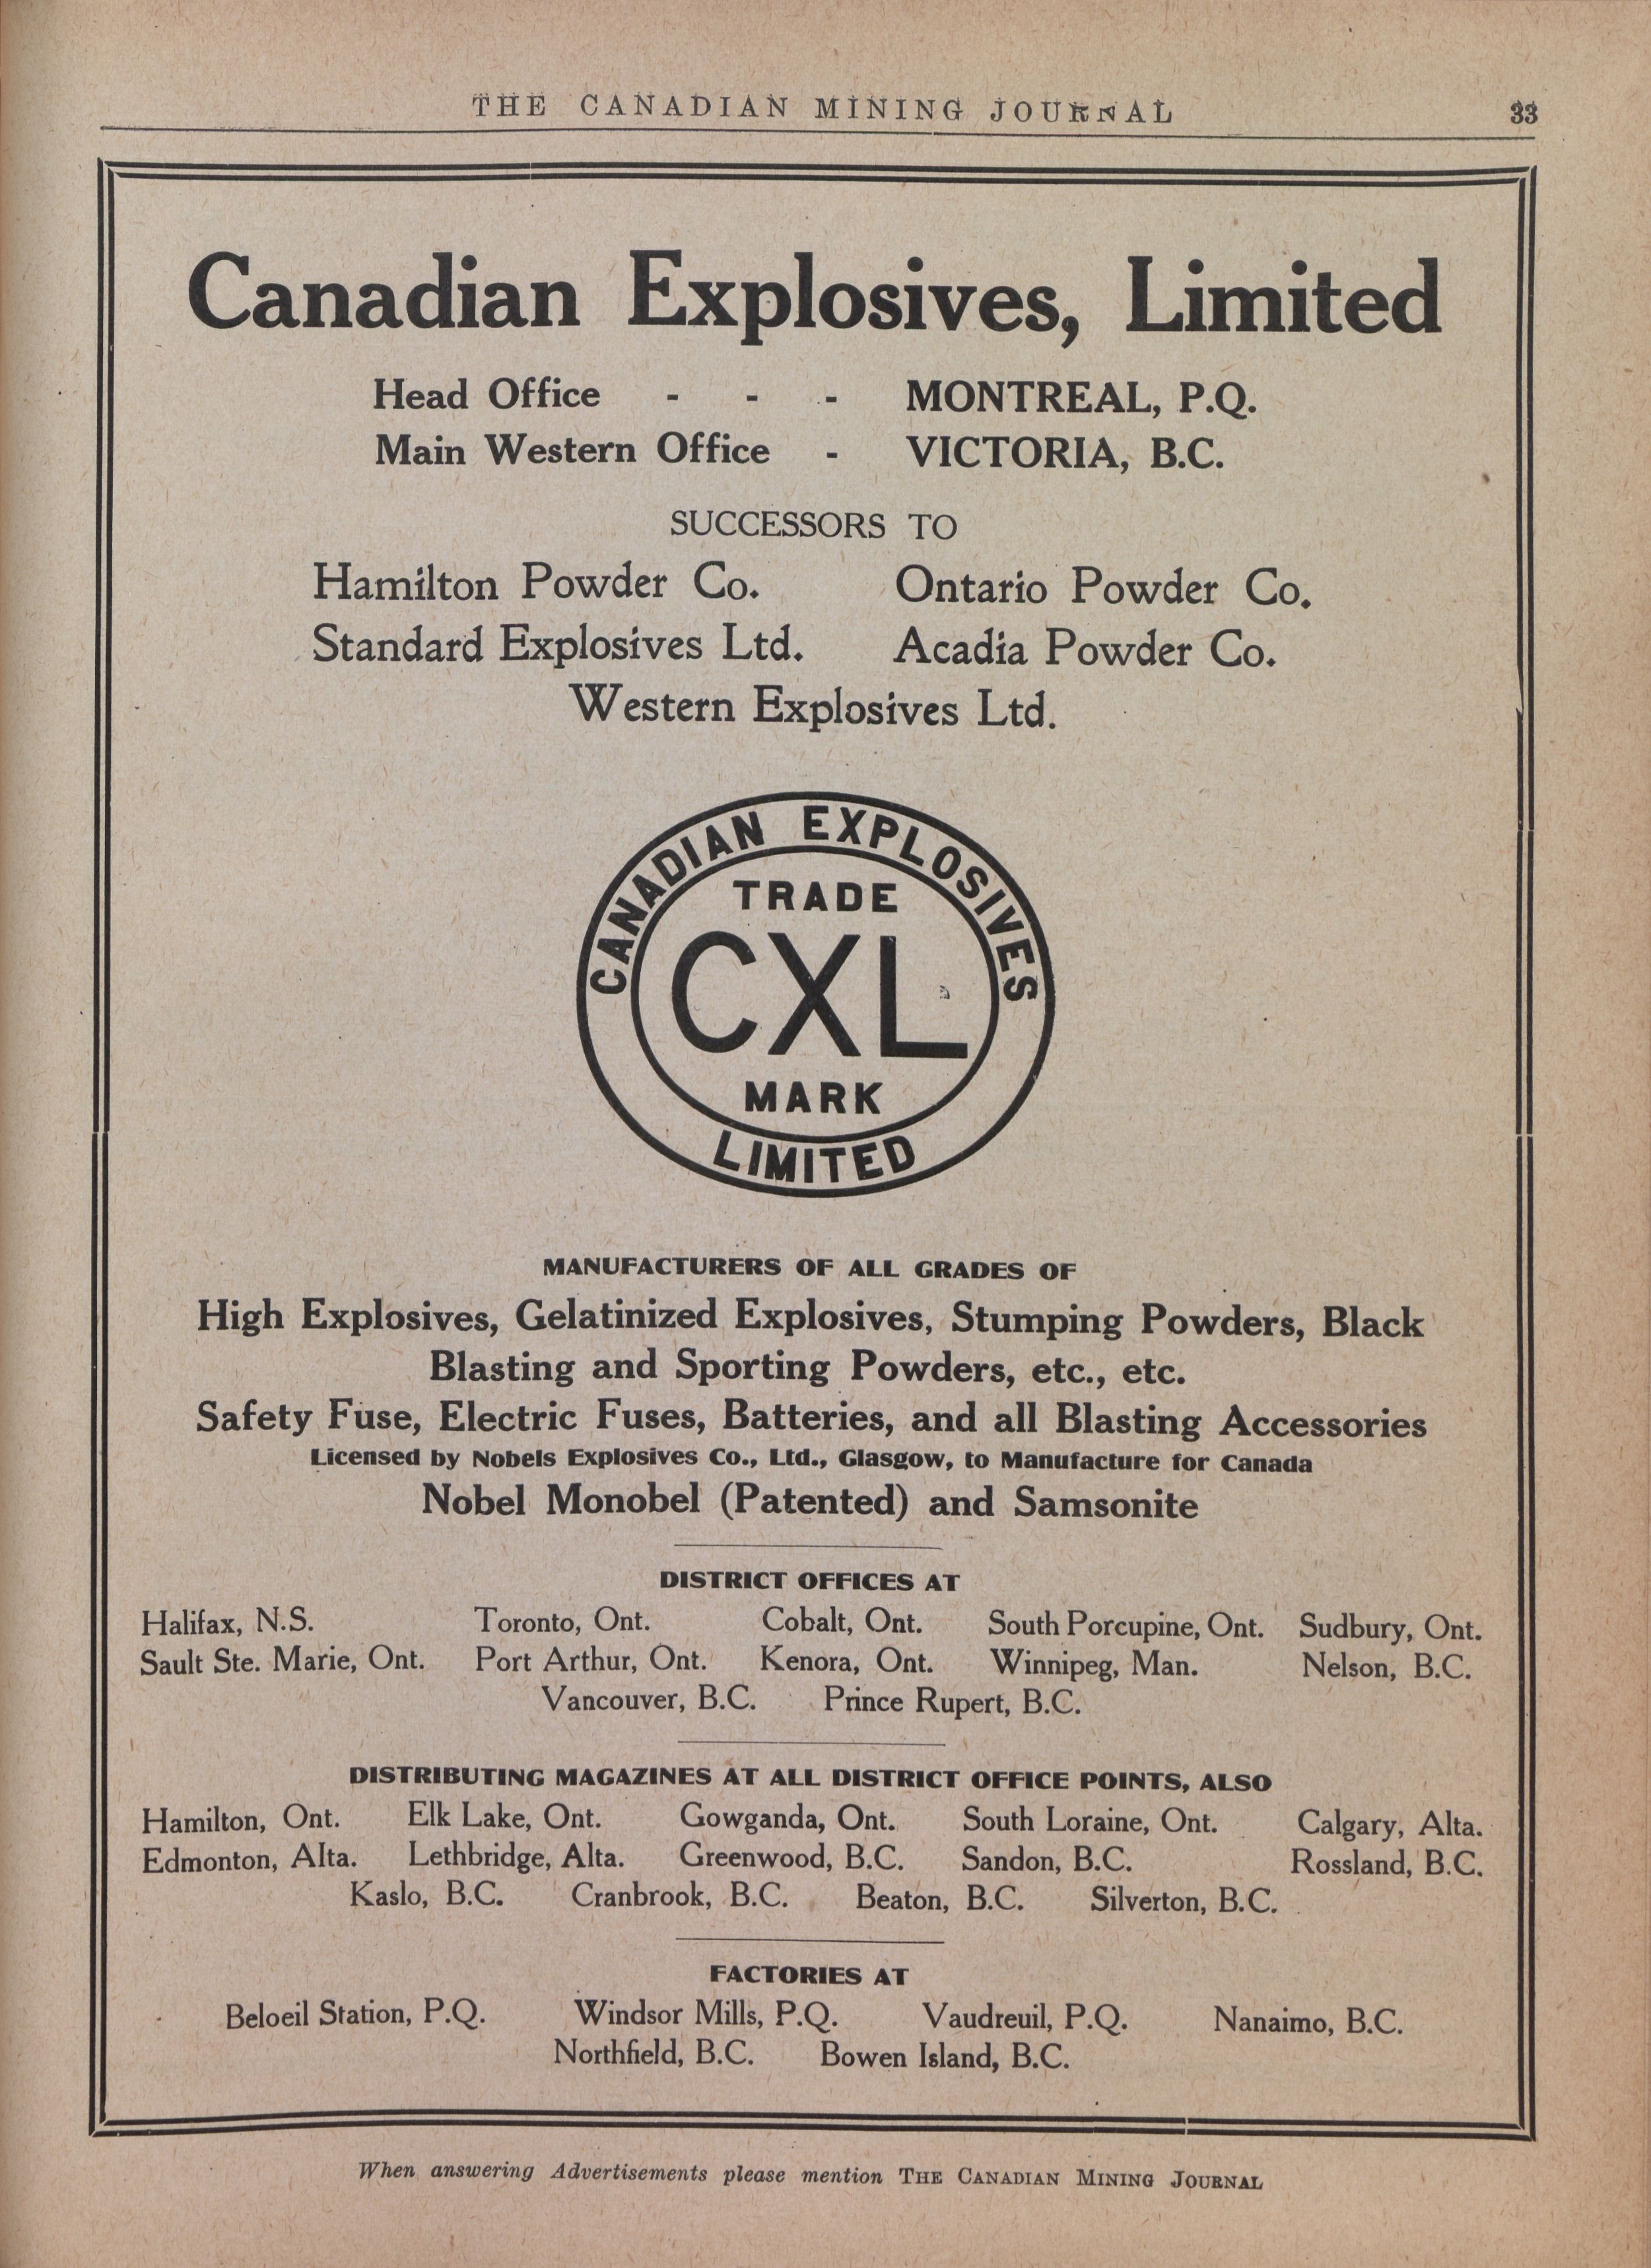 THE CANADIAN MINING JOURNAL 33
Canadian Explosives, Limited
Head Office - - - MONTREAL, P.Q.
Main Western Office - VICTORIA, B.C.
SUCCESSORS TO
Hamilton Powder Co. Ontario Powder Co.
Standard Explosives Ltd. Acadia Powder Co.
Western Explosives Ltd.
CANADIAN EXPLOSIVES
TRADE
CXL
MARK
LIMITED
MANUFACTURERS OF ALL GRADES OF
High Explosives, Gelatinized Explosives, Stumping Powders, Black
Blasting and Sporting Powders, etc., etc.
Safety Fuse, Electric Fuses, Batteries, and all Blasting Accessories
Licensed by Nobels Explosives Co., Ltd., Glasgow, to Manufacture for Canada
Nobel Monobel (Patented) and Samsonite
DISTRICT OFFICES AT
Halifax, N.S. Toronto, Ont. Cobalt, Ont. South Porcupine, Ont. Sudbury, Ont.
Sault Ste. Marie, Ont. Port Arthur, Ont. Kenora, Ont. Winnipeg, Man. Nelson, B.C.
Vancouver, B.C. Prince Rupert, B.C.
DISTRIBUTING MAGAZINES AT ALL DISTRICT OFFICE POINTS, ALSO
Hamilton, Ont. Elk Lake, Ont. Gowganda, Ont. South Loraine, Ont. Calgary, Alta.
Edmonton, Alta. Lethbridge, Alta. Greenwood, B.C. Sandon, B.C. Rossland, B.C.
Kaslo, B.C. Cranbrook, B.C. Beaton, B.C. Silverton, B.C.
FACTORIES AT
Beloeil Station, P.Q. Windsor Mills, P.Q. Vaudreuil, P.Q. Nanaimo, B.C.
Northfield, B.C. Bowen Island, B.C.
When answering Advertisements please mention THE CANADIAN MINING JOURNAL